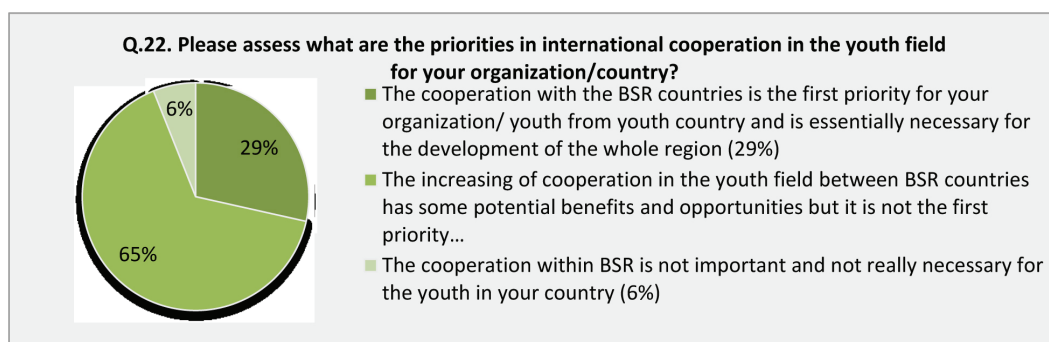 Q.22. Please assess what are the priorities in international cooperation in the youth field
for your organization/country?
6%
29%
65%
The cooperation with the BSR countries is the first priority for your
organization/ youth from youth country and is essentially necessary for
the development of the whole region (29%)
The increasing of cooperation in the youth field between BSR countries
has some potential benefits and opportunities but it is not the first
priority…
The cooperation within BSR is not important and not really necessary for
the youth in your country (6%)